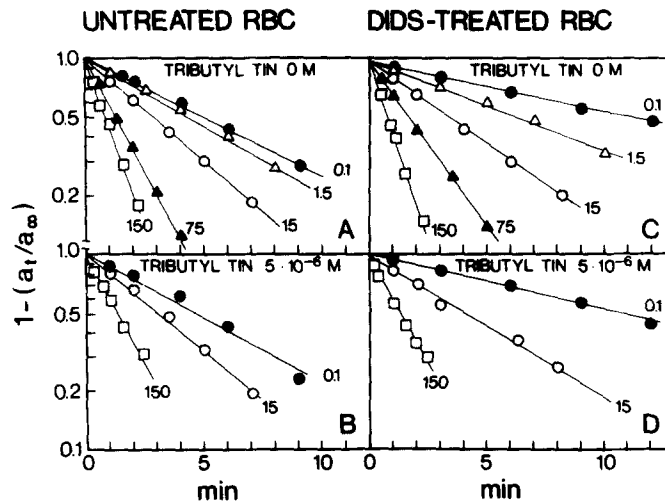 UNTREATED RBC
DIDS-TREATED RBC
1-(at/a∞)
1.0
0.5
0.2
TRIBUTYL TIN 0 M
0.1
1.5
15
75
150
A
TRIBUTYL TIN 0 M
0.1
1.5
15
75
150
C
1.0
0.5
0.2
0.1
TRIBUTYL TIN 5·10⁻⁶ M
0.1
15
150
B
TRIBUTYL TIN 5·10⁻⁶ M
0.1
15
150
D
0 5 10
0 5 10
min
min